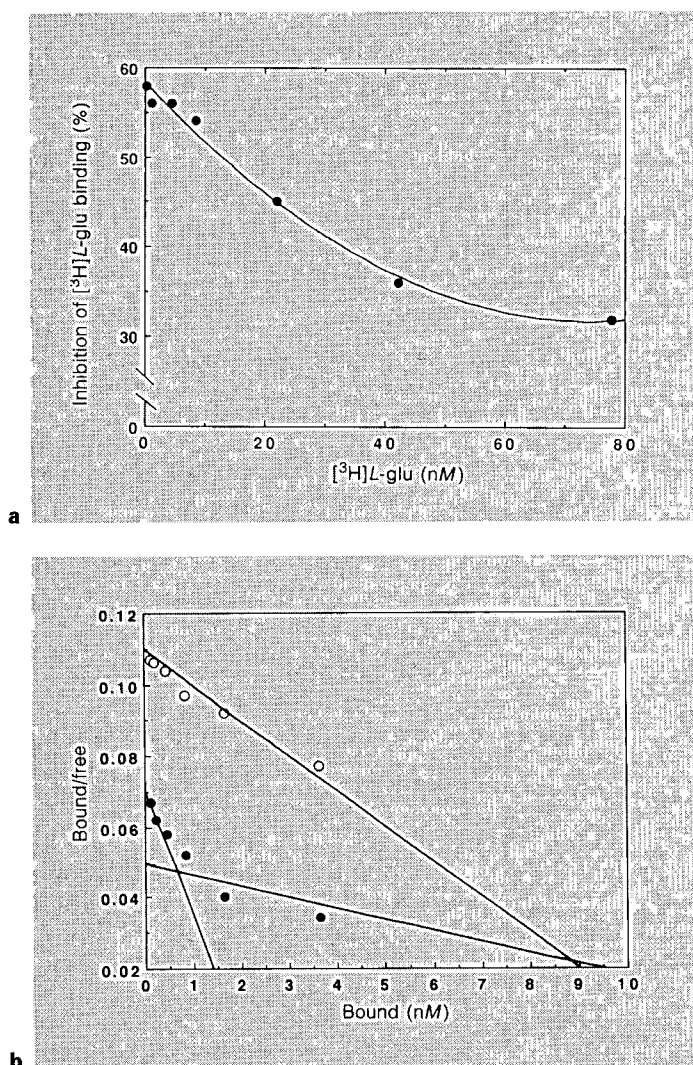 60
50
40
30
0
Inhibition of [³H]L-glu binding (%)
0 20 40 60 80
[³H]L-glu (nM)
a
0.12
0.10
0.08
0.06
0.04
0.02
Bound/free
0 1 2 3 4 5 6 7 8 9 10
Bound (nM)
b